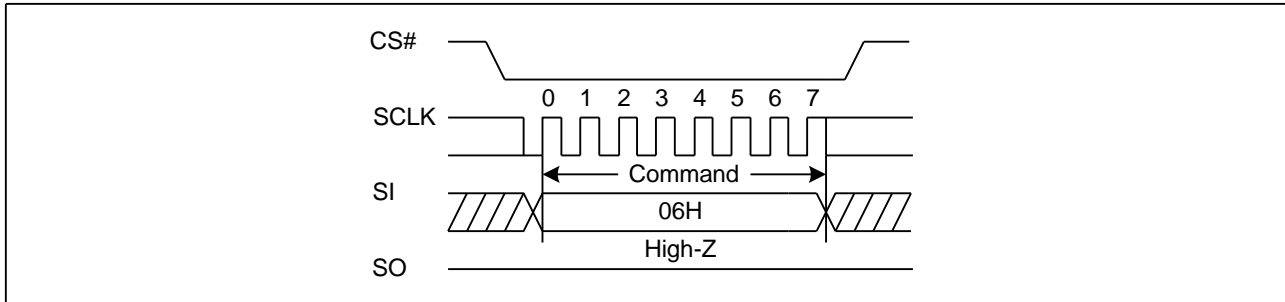 CS#
0 1 2 3 4 5 6 7
SCLK
Command
SI
06H
High-Z
SO